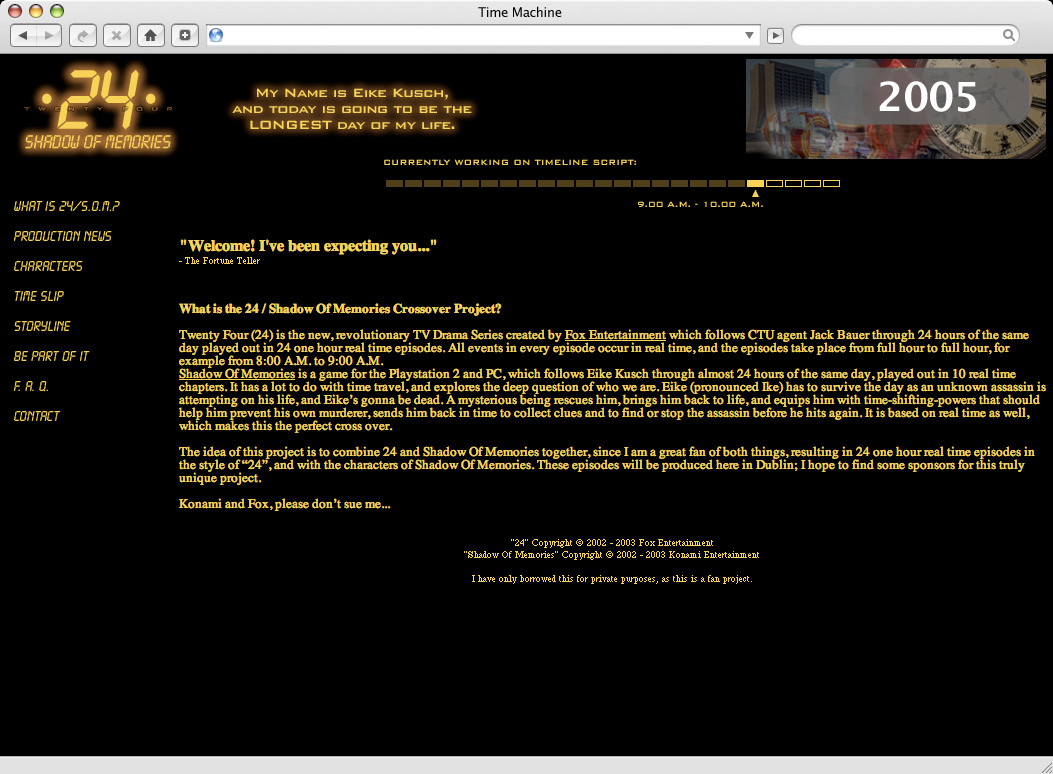 Time Machine
24
TWENTY FOUR
SHADOW OF MEMORIES
My Name is Eike Kusch,
and today is going to be the
LONGEST day of my life.
2005
CURRENTLY WORKING ON TIMELINE SCRIPT:
9.00 A.M. - 10.00 A.M.
WHAT IS 24/S.O.M.?
PRODUCTION NEWS
CHARACTERS
TIME SLIP
STORYLINE
BE PART OF IT
F. A. Q.
CONTACT
"Welcome! I've been expecting you..."
- The Fortune Teller
What is the 24 / Shadow Of Memories Crossover Project?
Twenty Four (24) is the new, revolutionary TV Drama Series created by Fox Entertainment which follows CTU agent Jack Bauer through 24 hours of the same
day played out in 24 one hour real time episodes. All events in every episode occur in real time, and the episodes take place from full hour to full hour, for
example from 8:00 A.M. to 9:00 A.M.
Shadow Of Memories is a game for the Playstation 2 and PC, which follows Eike Kusch through almost 24 hours of the same day, played out in 10 real time
chapters. It has a lot to do with time travel, and explores the deep question of who we are. Eike (pronounced Ike) has to survive the day as an unknown assassin is
attempting on his life, and Eike's gonna be dead. A mysterious being rescues him, brings him back to life, and equips him with time-shifting-powers that should
help him prevent his own murderer, sends him back in time to collect clues and to find or stop the assassin before he hits again. It is based on real time as well,
which makes this the perfect cross over.
The idea of this project is to combine 24 and Shadow Of Memories together, since I am a great fan of both things, resulting in 24 one hour real time episodes in
the style of “24”, and with the characters of Shadow Of Memories. These episodes will be produced here in Dublin; I hope to find some sponsors for this truly
unique project.
Konami and Fox, please don't sue me...
"24" Copyright © 2002 - 2003 Fox Entertainment
"Shadow Of Memories" Copyright © 2002 - 2003 Konami Entertainment
I have only borrowed this for private purposes, as this is a fan project.